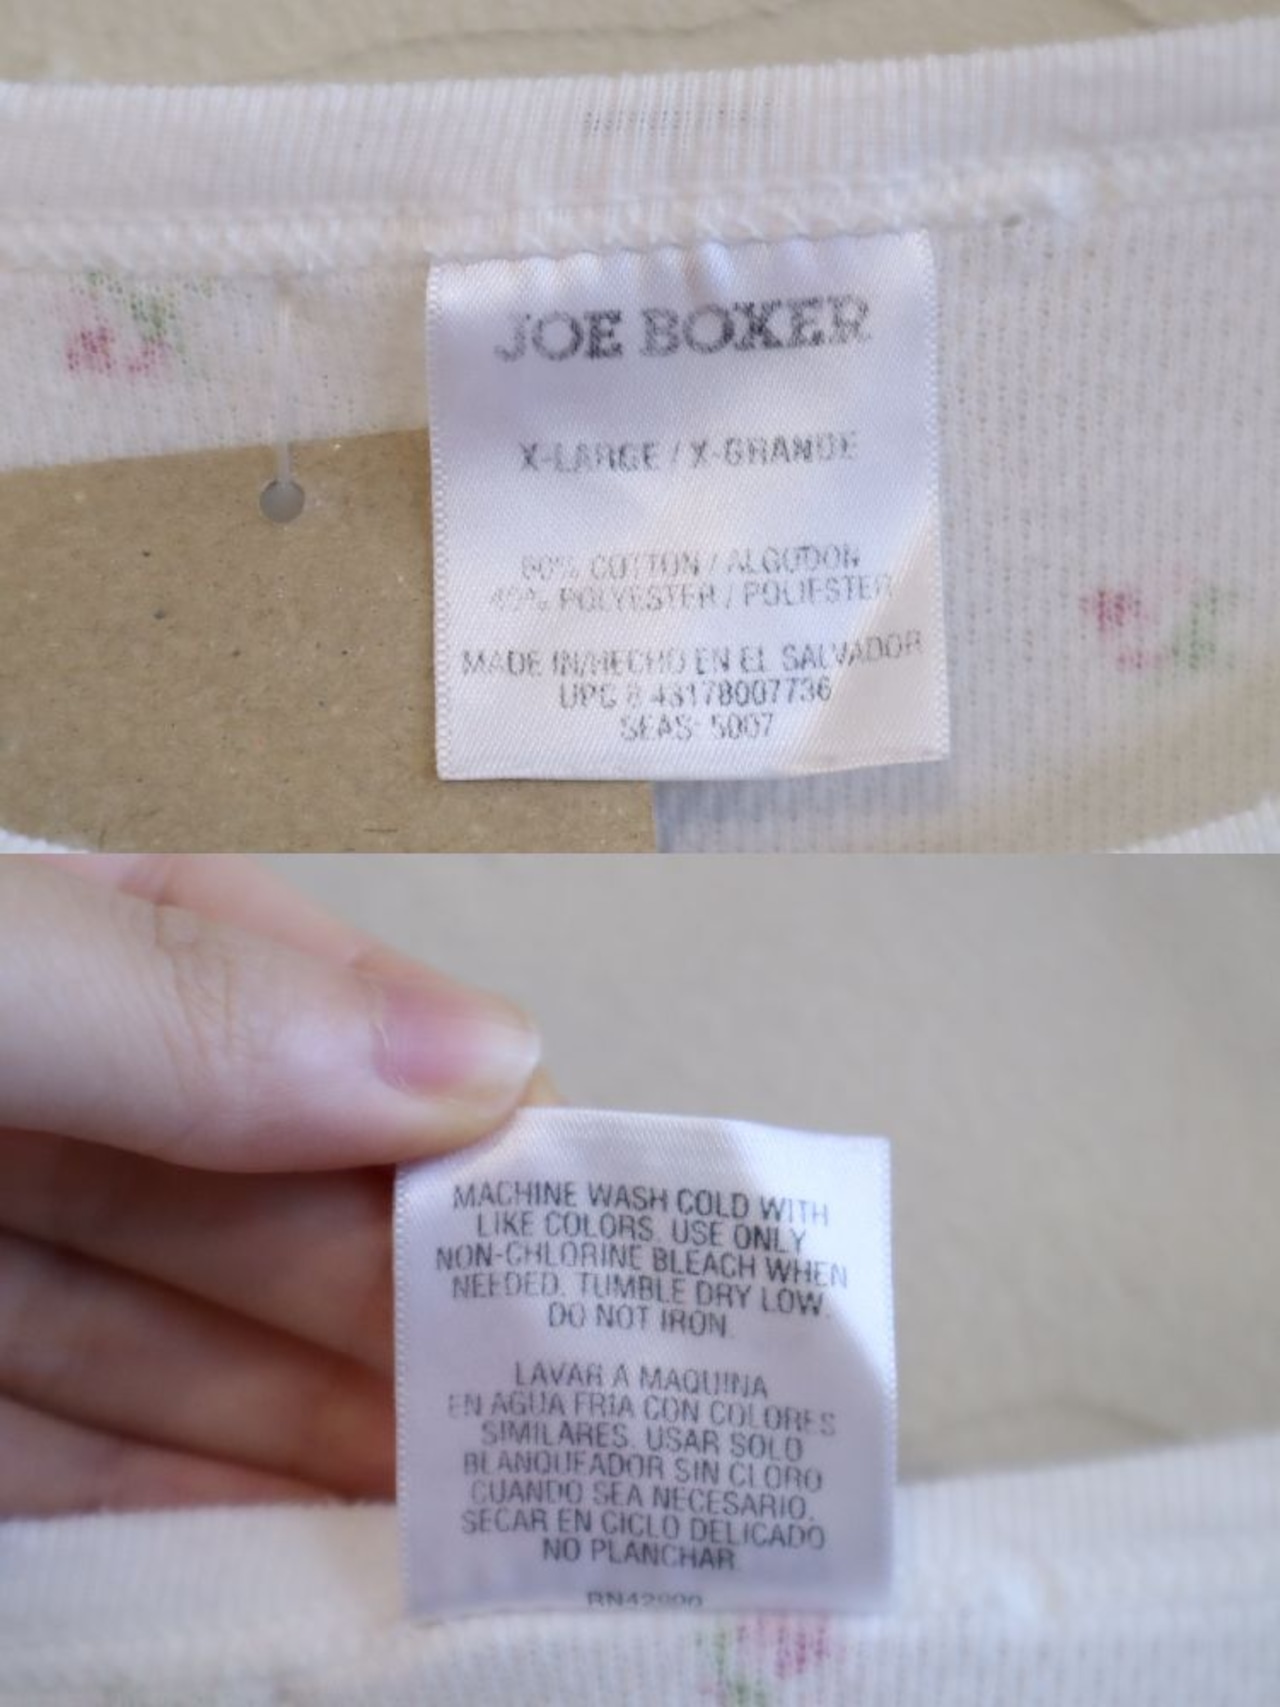 JOE BOXER
X-LARGE / X-GRANDE
60% COTTON / ALGODON
40% POLYESTER / POLIESTER
MADE IN/HECHO EN EL SALVADOR
UPC 8 43178007736
SEAS: 5007
MACHINE WASH COLD WITH
LIKE COLORS. USE ONLY
NON-CHLORINE BLEACH WHEN
NEEDED. TUMBLE DRY LOW.
DO NOT IRON.
LAVAR A MAQUINA
EN AGUA FRIA CON COLORES
SIMILARES. USAR SOLO
BLANQUEADOR SIN CLORO
CUANDO SEA NECESARIO.
SECAR EN CICLO DELICADO
NO PLANCHAR